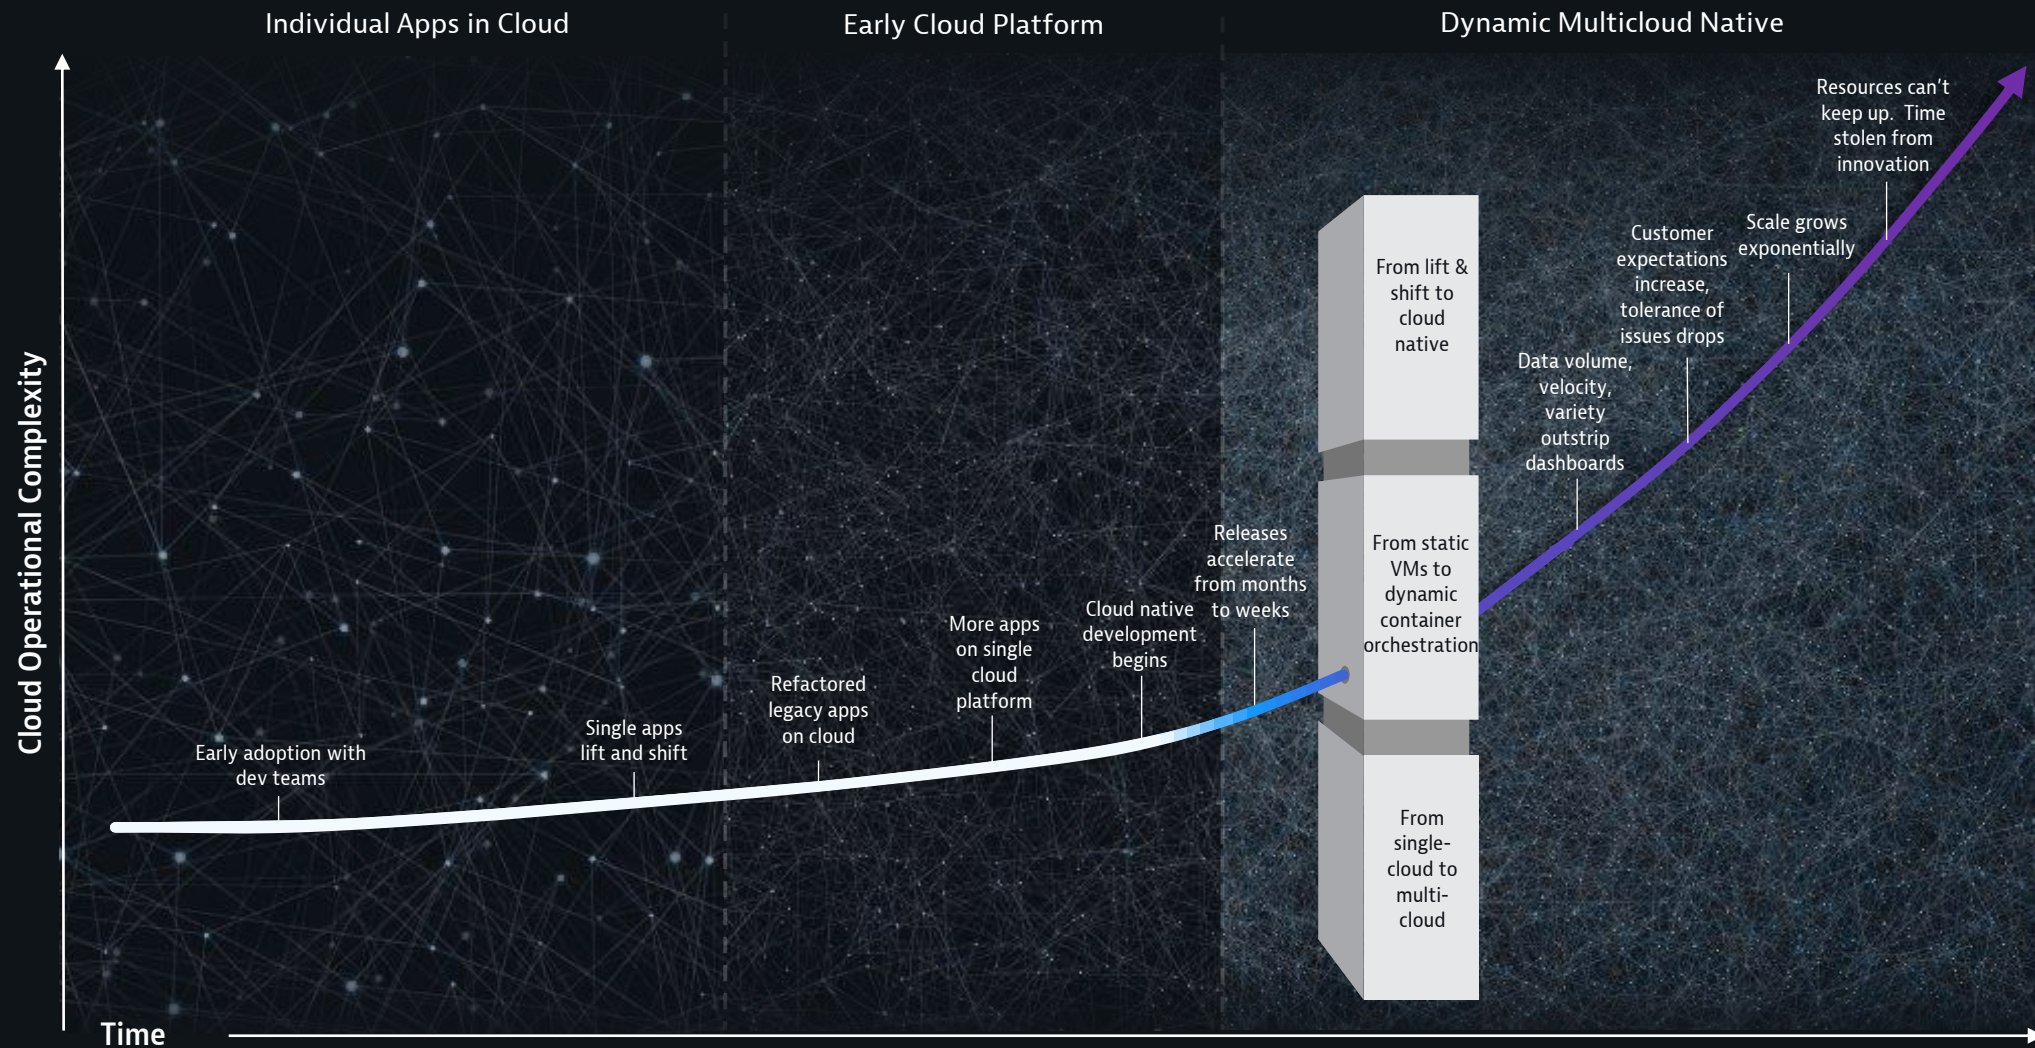 Individual Apps in Cloud
Early Cloud Platform
Dynamic Multicloud Native
Cloud Operational Complexity
Early adoption with
dev teams
Single apps
lift and shift
Refactored
legacy apps
on cloud
More apps
on single
cloud
platform
Cloud native
development
begins
Releases
accelerate
from months
to weeks
From lift &
shift to
cloud
native
From static
VMs to
dynamic
container
orchestration
From
single-
cloud to
multi-
cloud
Data volume,
velocity,
variety
outstrip
dashboards
Customer
expectations
increase,
tolerance of
issues drops
Scale grows
exponentially
Resources can't
keep up.  Time
stolen from
innovation
Time